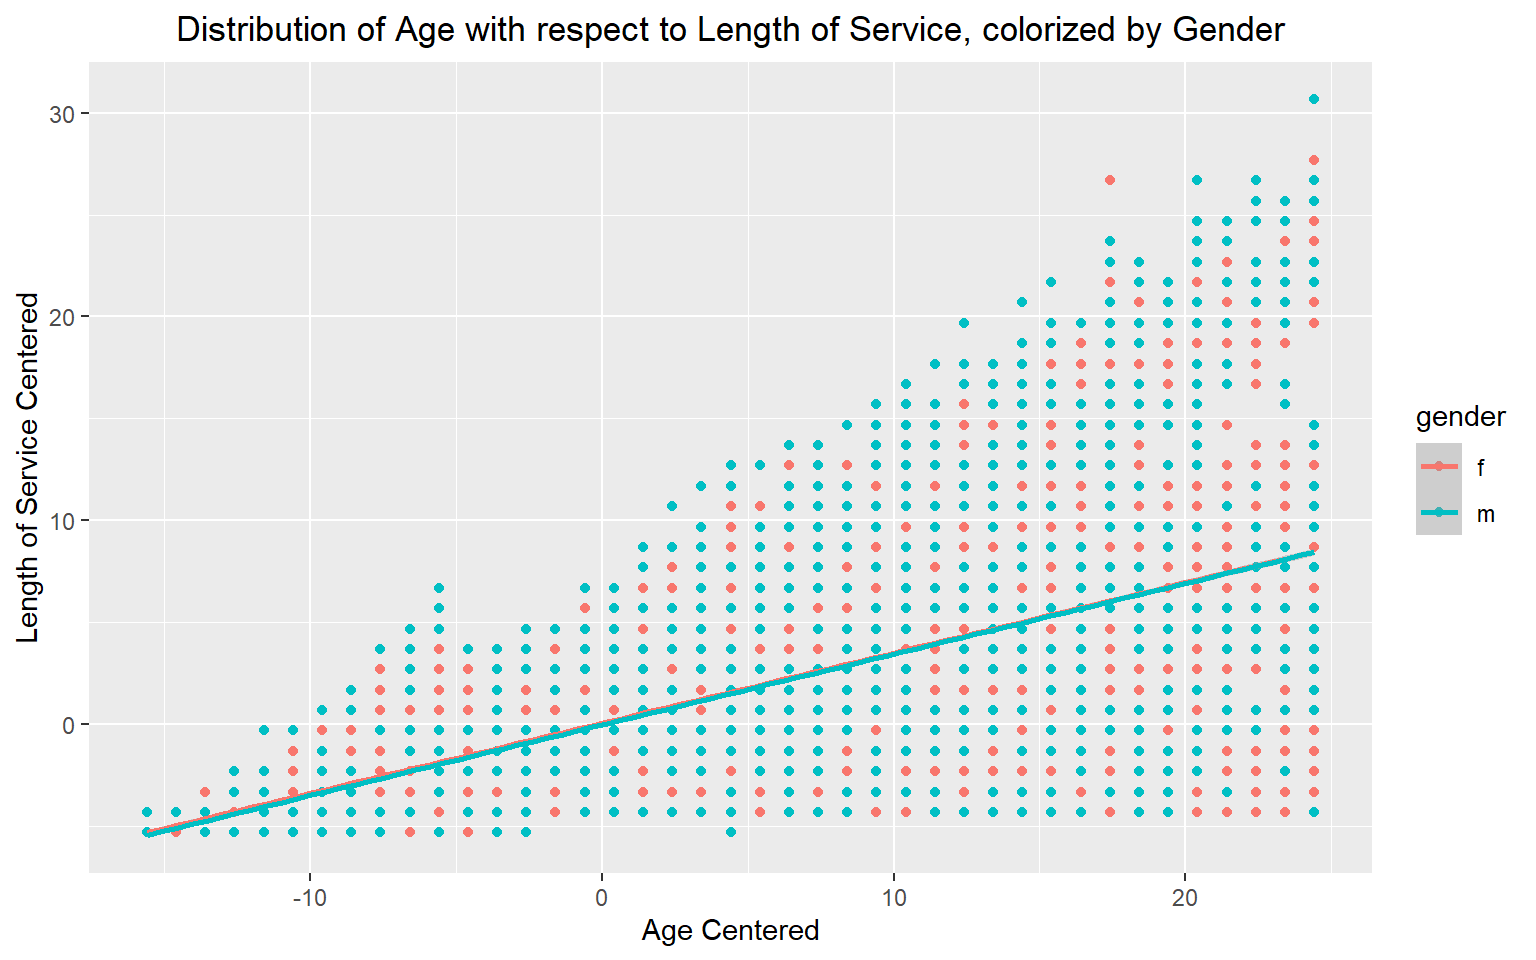 Distribution of Age with respect to Length of Service, colorized by Gender
Length of Service Centered
30
20
10
0
-10
0
10
20
Age Centered
gender
f
m